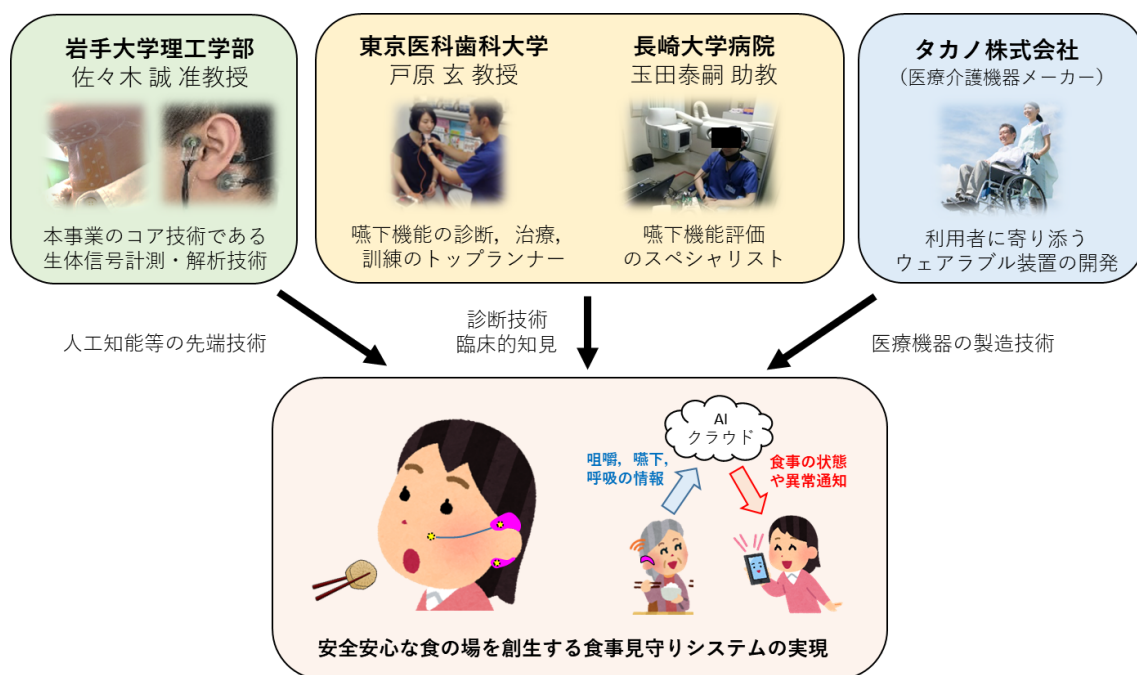 岩手大学理工学部
佐々木 誠 准教授
本事業のコア技術である
生体信号計測・解析技術
東京医科歯科大学
戸原 玄 教授
嚥下機能の診断，治療，
訓練のトップランナー
長崎大学病院
玉田泰嗣 助教
嚥下機能評価
のスペシャリスト
タカノ株式会社
（医療介護機器メーカー）
利用者に寄り添う
ウェアラブル装置の開発
人工知能等の先端技術
診断技術
臨床的知見
医療機器の製造技術
AI
クラウド
咀嚼，嚥下，
呼吸の情報
食事の状態
や異常通知
安全安心な食の場を創生する食事見守りシステムの実現